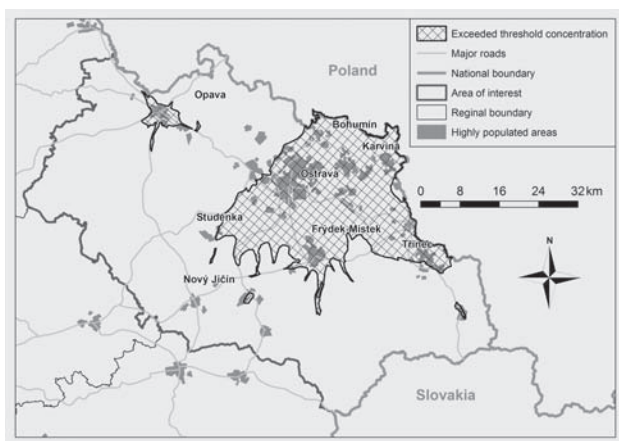 Exceeded threshold concentration
Major roads
National boundary
Area of interest
Reginal boundary
Highly populated areas
Poland
Opava
Bohumín
Karviná
Ostrava
0 8 16 24 32 km
Studénka
Frýdek-Místek
Třinec
N
Nový Jičín
Slovakia